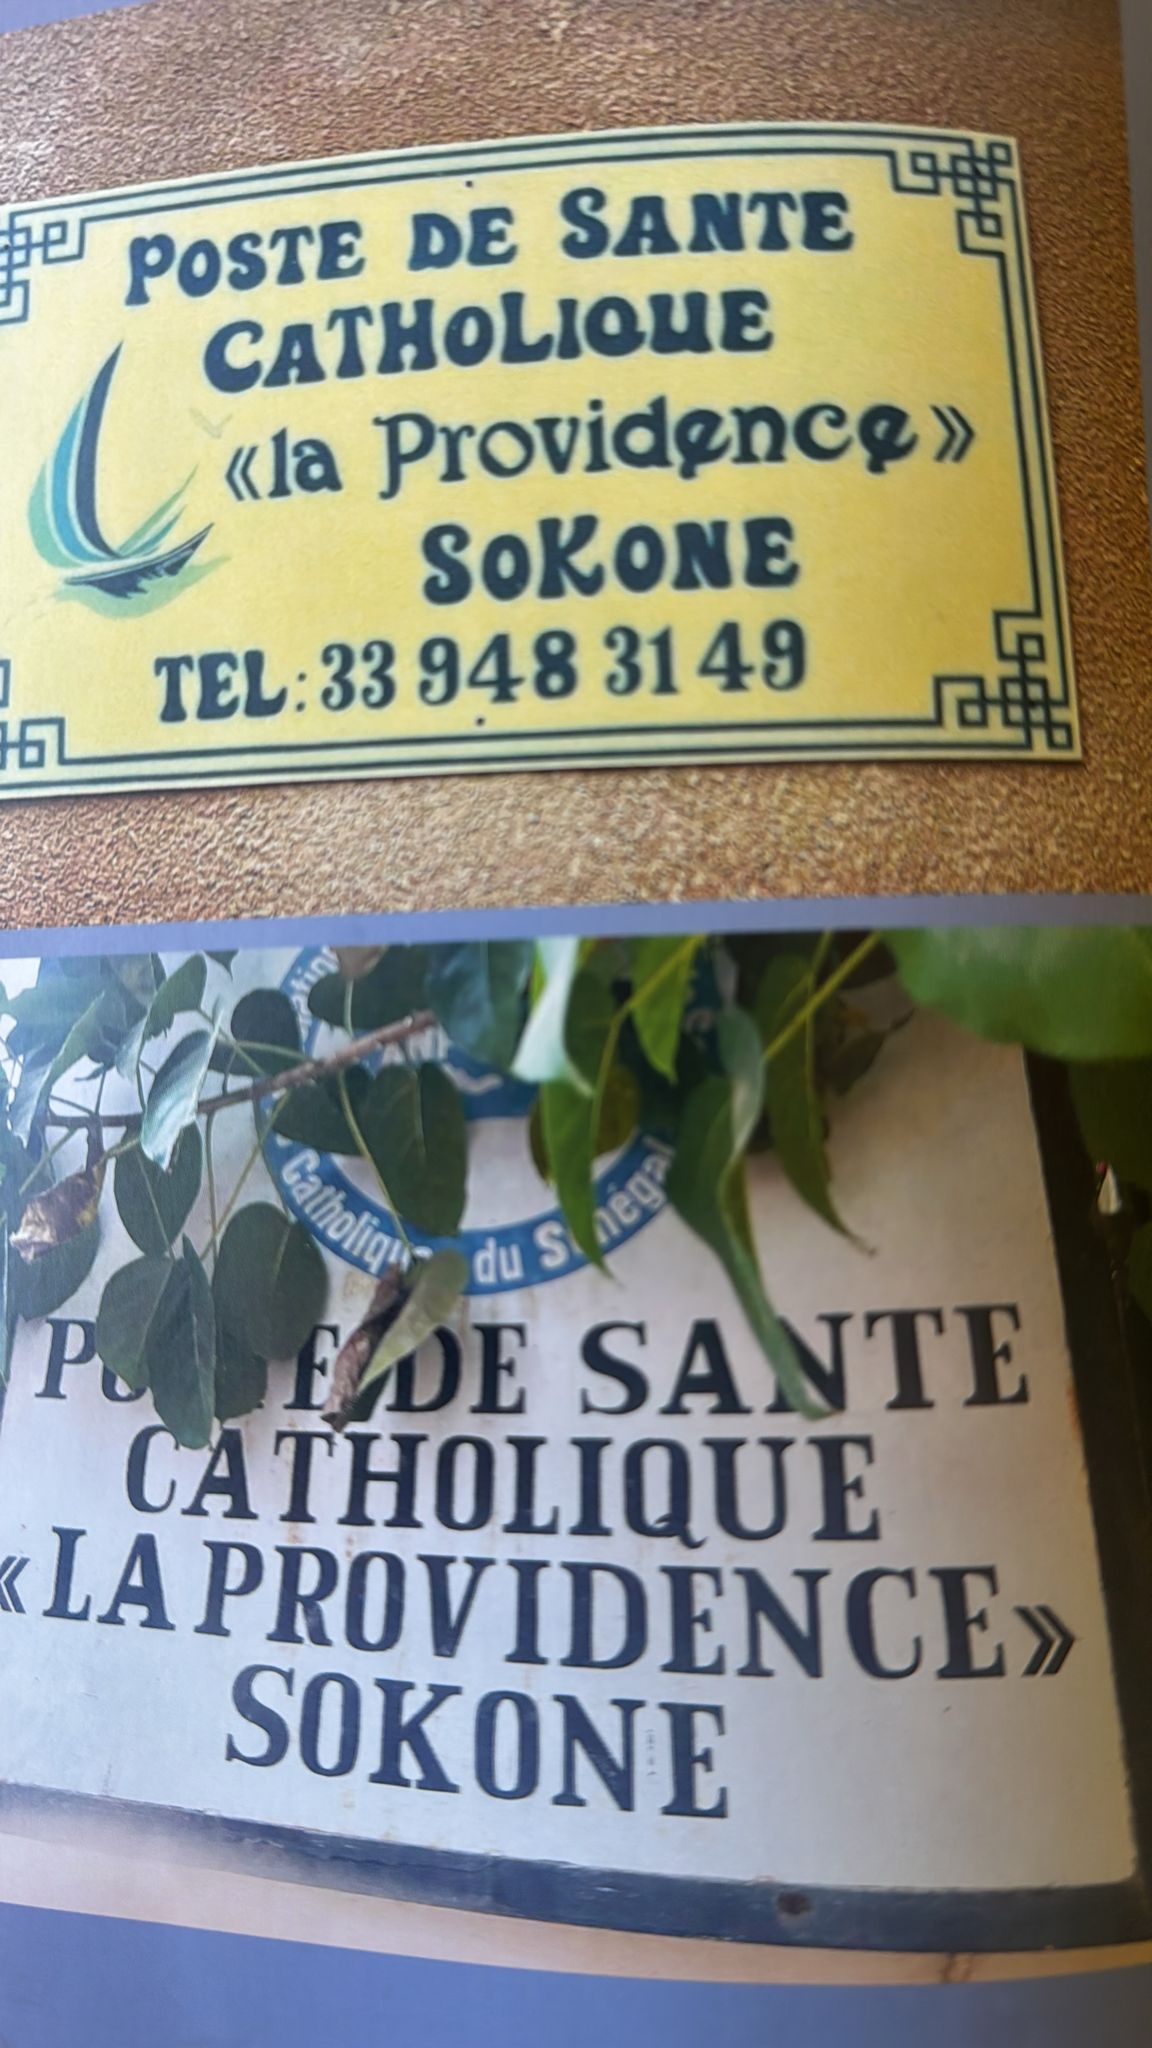 POSTE DE SANTE
CATHOLIQUE
«la Providence»
SOKONE
TEL: 33 948 31 49
Catholique du Sénégal
POSTE DE SANTE
CATHOLIQUE
«LA PROVIDENCE»
SOKONE